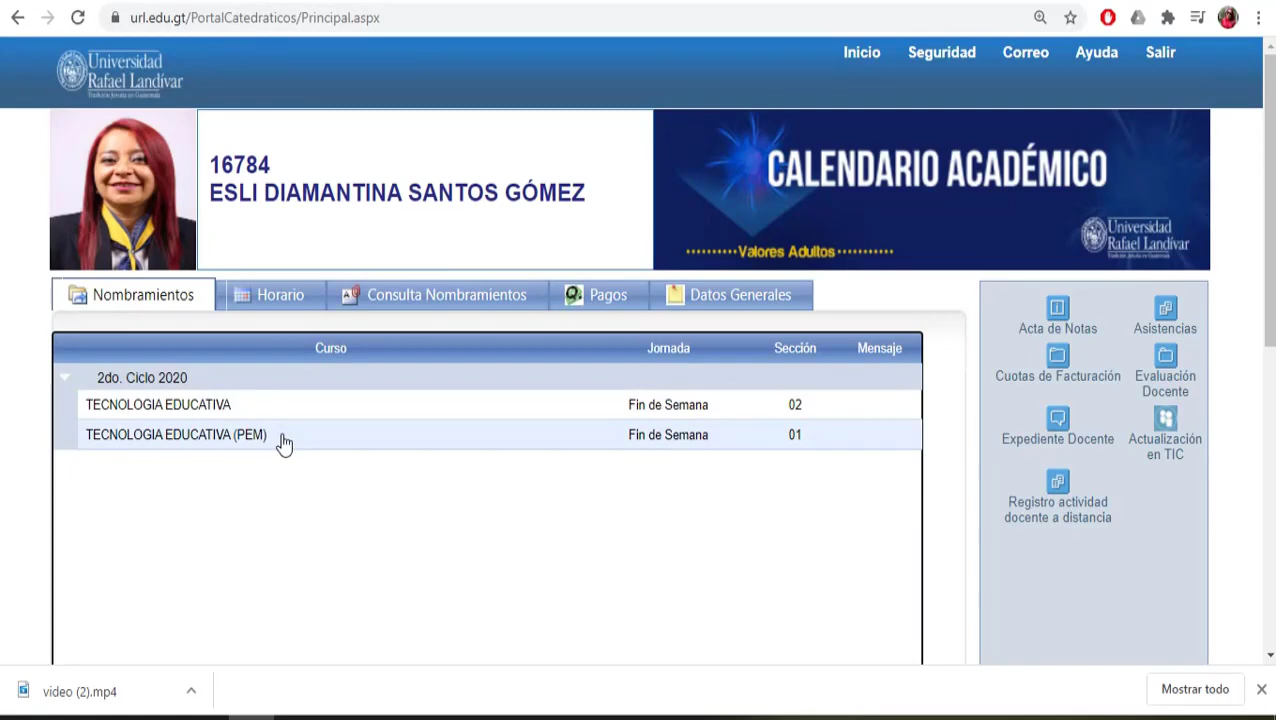 url.edu.gt/PortalCatedraticos/Principal.aspx
Universidad
Rafael Landívar
Tradición Jesuita en Guatemala
Inicio Seguridad Correo Ayuda Salir
16784
ESLI DIAMANTINA SANTOS GÓMEZ
CALENDARIO ACADÉMICO
Valores Adultos
Universidad
Rafael Landívar
Nombramientos Horario Consulta Nombramientos Pagos Datos Generales
Curso Jornada Sección Mensaje
2do. Ciclo 2020
TECNOLOGIA EDUCATIVA Fin de Semana 02
TECNOLOGIA EDUCATIVA (PEM) Fin de Semana 01
Acta de Notas
Asistencias
Cuotas de Facturación
Evaluación
Docente
Expediente Docente
Actualización
en TIC
Registro actividad
docente a distancia
video (2).mp4
Mostrar todo